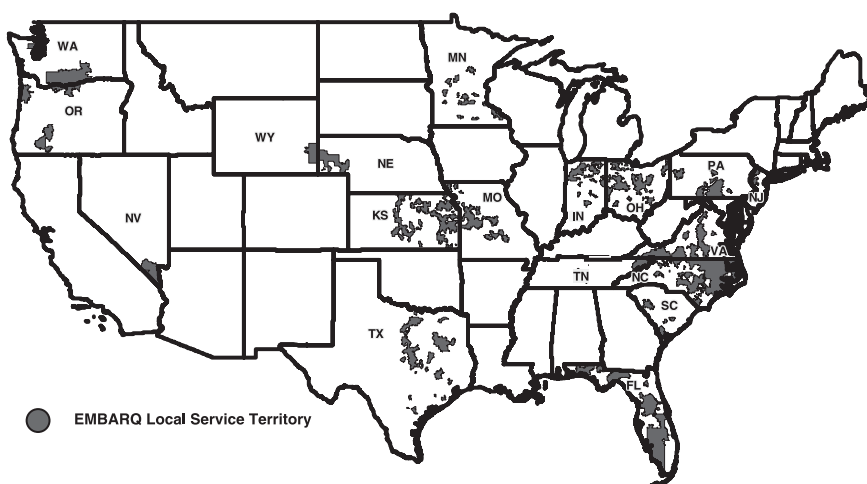 WA
MN
OR
WY
NE
PA
NV
KS
MO
IN
OH
NJ
VA
TN
NC
SC
TX
FL
EMBARQ Local Service Territory